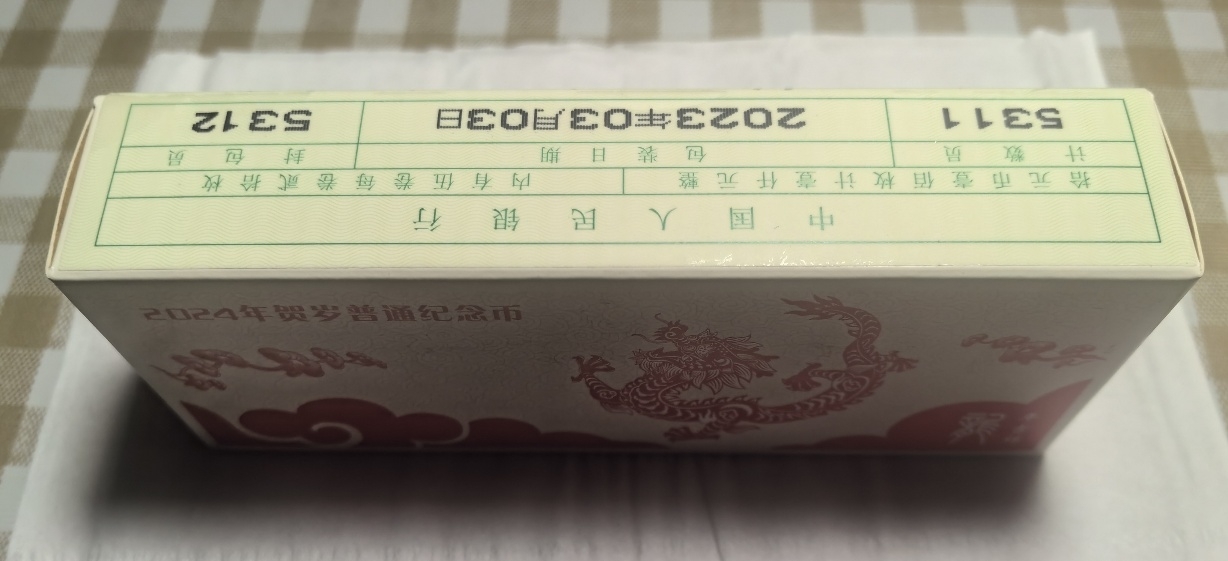 中国人民银行
拾元币壹佰枚计壹仟元整 内有伍卷每卷贰拾枚
计数员 包装日期 封包员
5311 2023年03月03日 5312
2024年贺岁普通纪念币